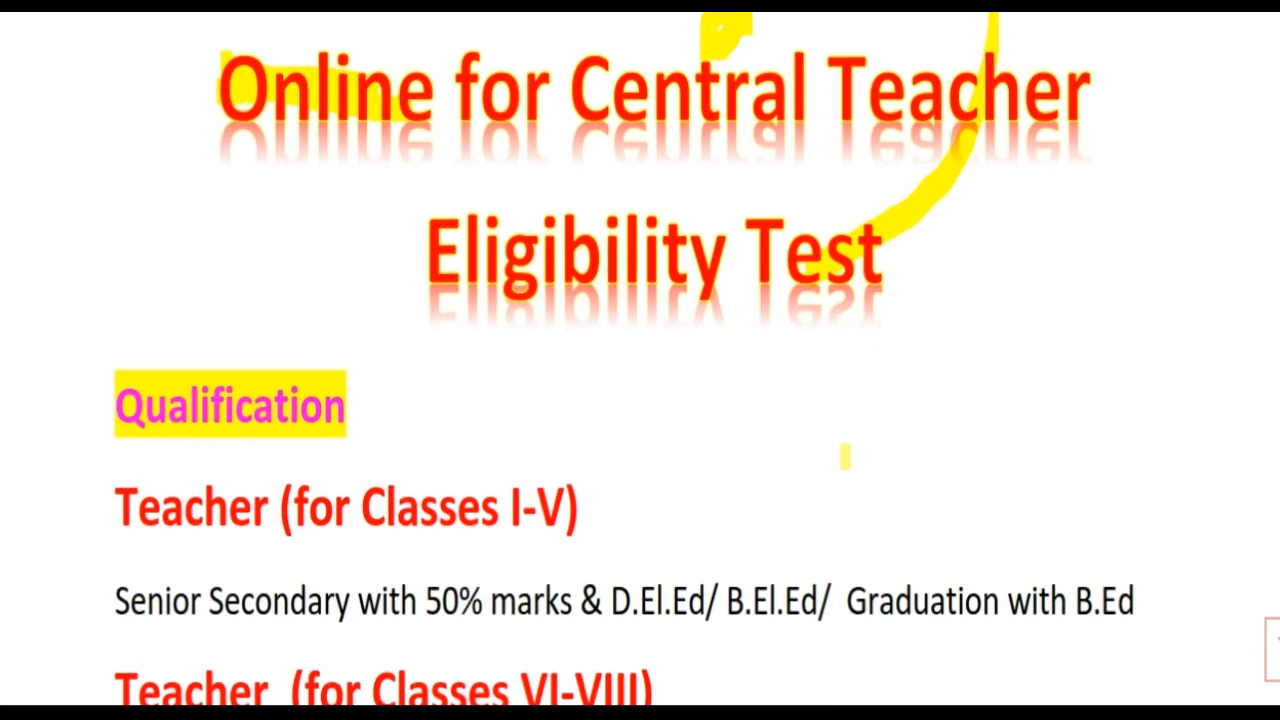 Online for Central Teacher
Eligibility Test
Qualification
Teacher (for Classes I-V)
Senior Secondary with 50% marks & D.El.Ed/ B.El.Ed/ Graduation with B.Ed
Teacher (for Classes VI-VIII)